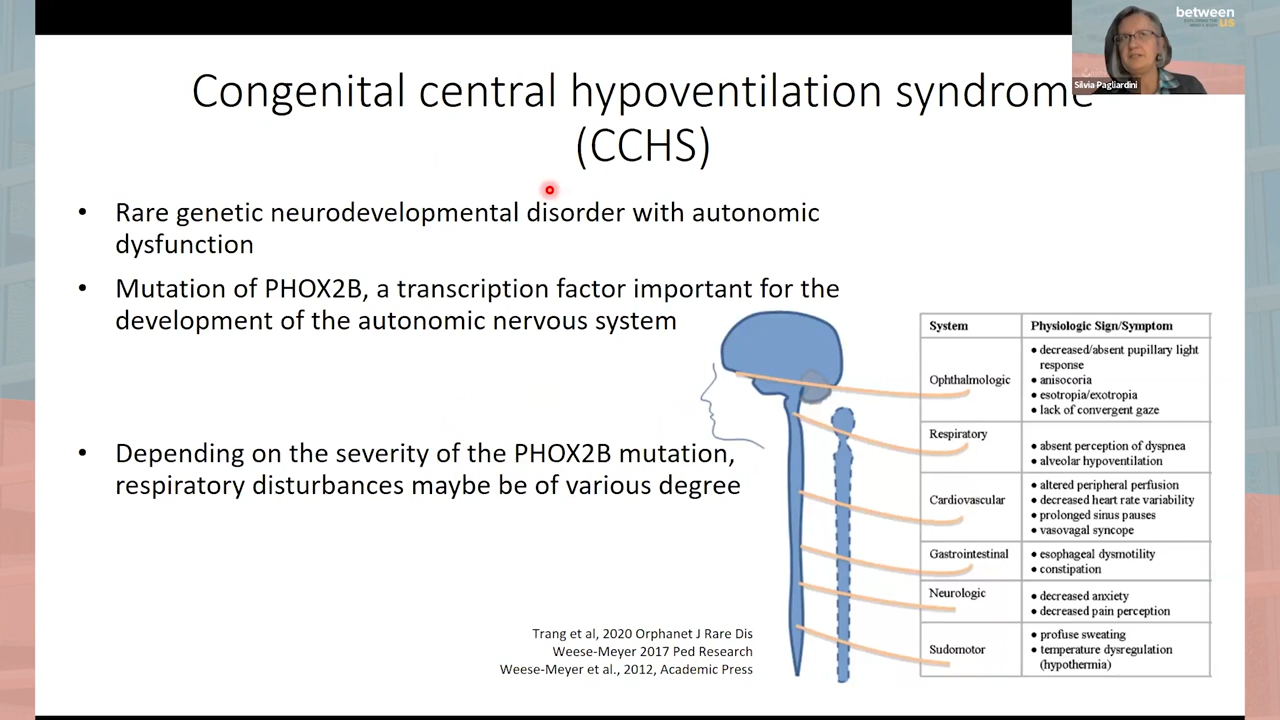 between
us
Silvia Pagliardini
Congenital central hypoventilation syndrome
(CCHS)
• Rare genetic neurodevelopmental disorder with autonomic
dysfunction
• Mutation of PHOX2B, a transcription factor important for the
development of the autonomic nervous system
• Depending on the severity of the PHOX2B mutation,
respiratory disturbances maybe be of various degree
System Physiologic Sign/Symptom
Ophthalmologic
• decreased/absent pupillary light
response
• anisocoria
• esotropia/exotropia
• lack of convergent gaze
Respiratory
• absent perception of dyspnea
• alveolar hypoventilation
Cardiovascular
• altered peripheral perfusion
• decreased heart rate variability
• prolonged sinus pauses
• vasovagal syncope
Gastrointestinal
• esophageal dysmotility
• constipation
Neurologic
• decreased anxiety
• decreased pain perception
Sudomotor
• profuse sweating
• temperature dysregulation
(hypothermia)
Trang et al, 2020 Orphanet J Rare Dis
Weese-Meyer 2017 Ped Research
Weese-Meyer et al., 2012, Academic Press